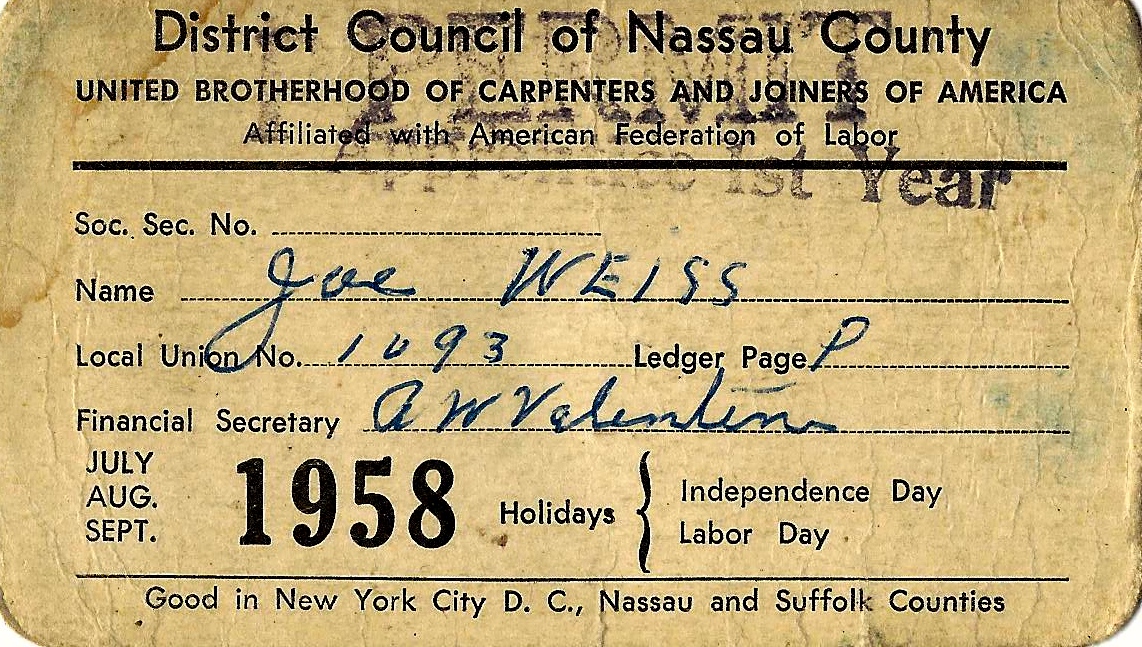 District Council of Nassau County
PERMIT
UNITED BROTHERHOOD OF CARPENTERS AND JOINERS OF AMERICA
Affiliated with American Federation of Labor
Apprentice 1st Year
Soc. Sec. No.
Name Joe WEISS
Local Union No. 1093 Ledger Page P
Financial Secretary A W Valentine
JULY
AUG.
SEPT.
1958
Holidays {
Independence Day
Labor Day
Good in New York City D. C., Nassau and Suffolk Counties